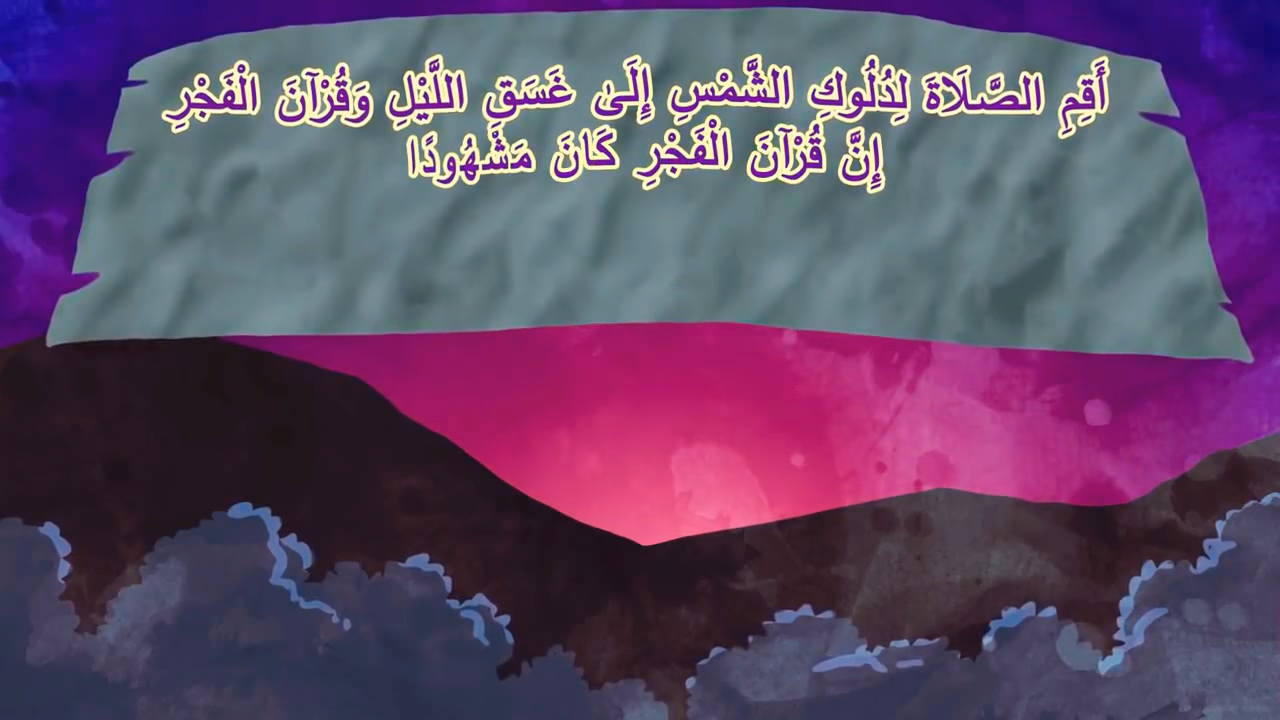 أَقِمِ الصَّلَاةَ لِدُلُوكِ الشَّمْسِ إِلَىٰ غَسَقِ اللَّيْلِ وَقُرْآنَ الْفَجْرِ
إِنَّ قُرْآنَ الْفَجْرِ كَانَ مَشْهُودًا